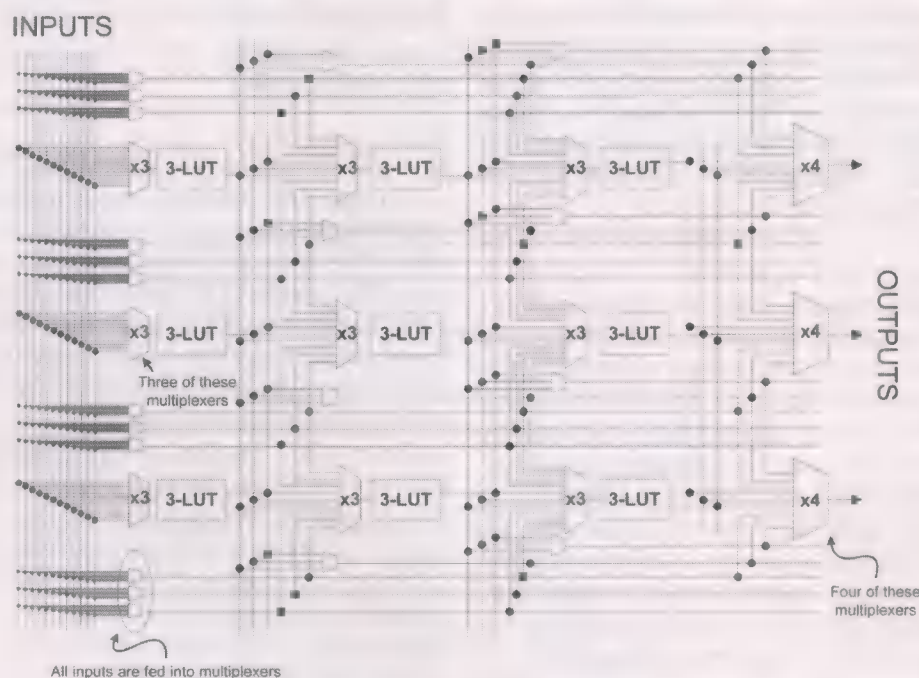 INPUTS
x3 3-LUT x3 3-LUT x3 3-LUT x4
x3 3-LUT x3 3-LUT x3 3-LUT x4
OUTPUTS
Three of these
multiplexers
x3 3-LUT x3 3-LUT x3 3-LUT x4
Four of these
multiplexers
All inputs are fed into multiplexers